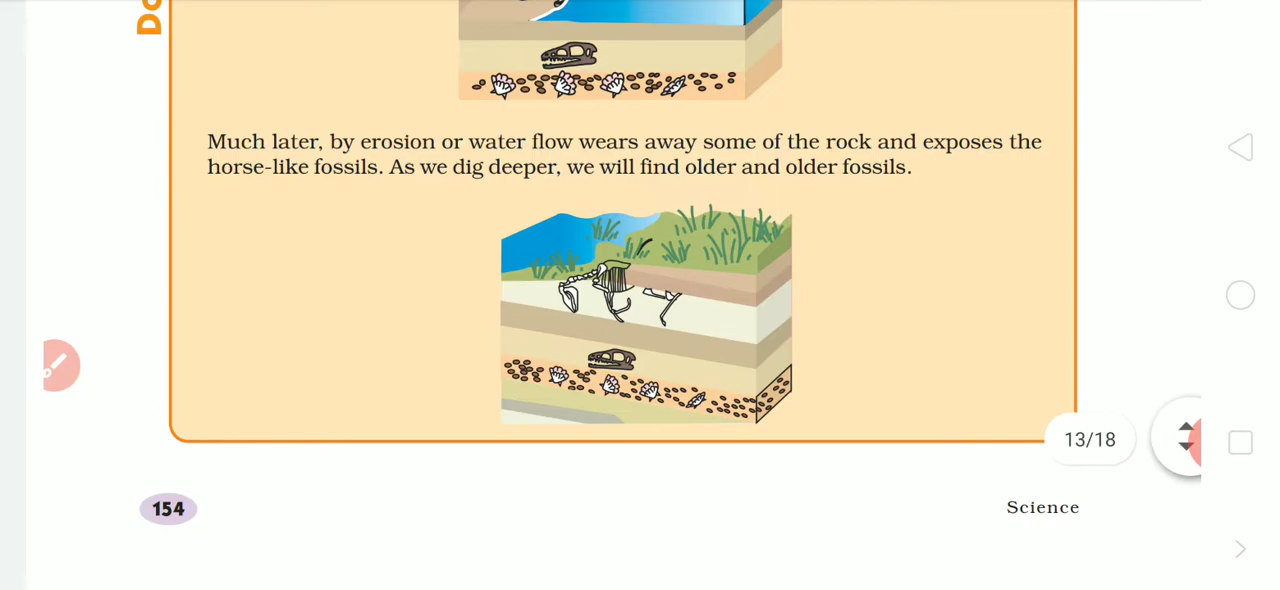 Do
Much later, by erosion or water flow wears away some of the rock and exposes the
horse-like fossils. As we dig deeper, we will find older and older fossils.
13/18
154
Science